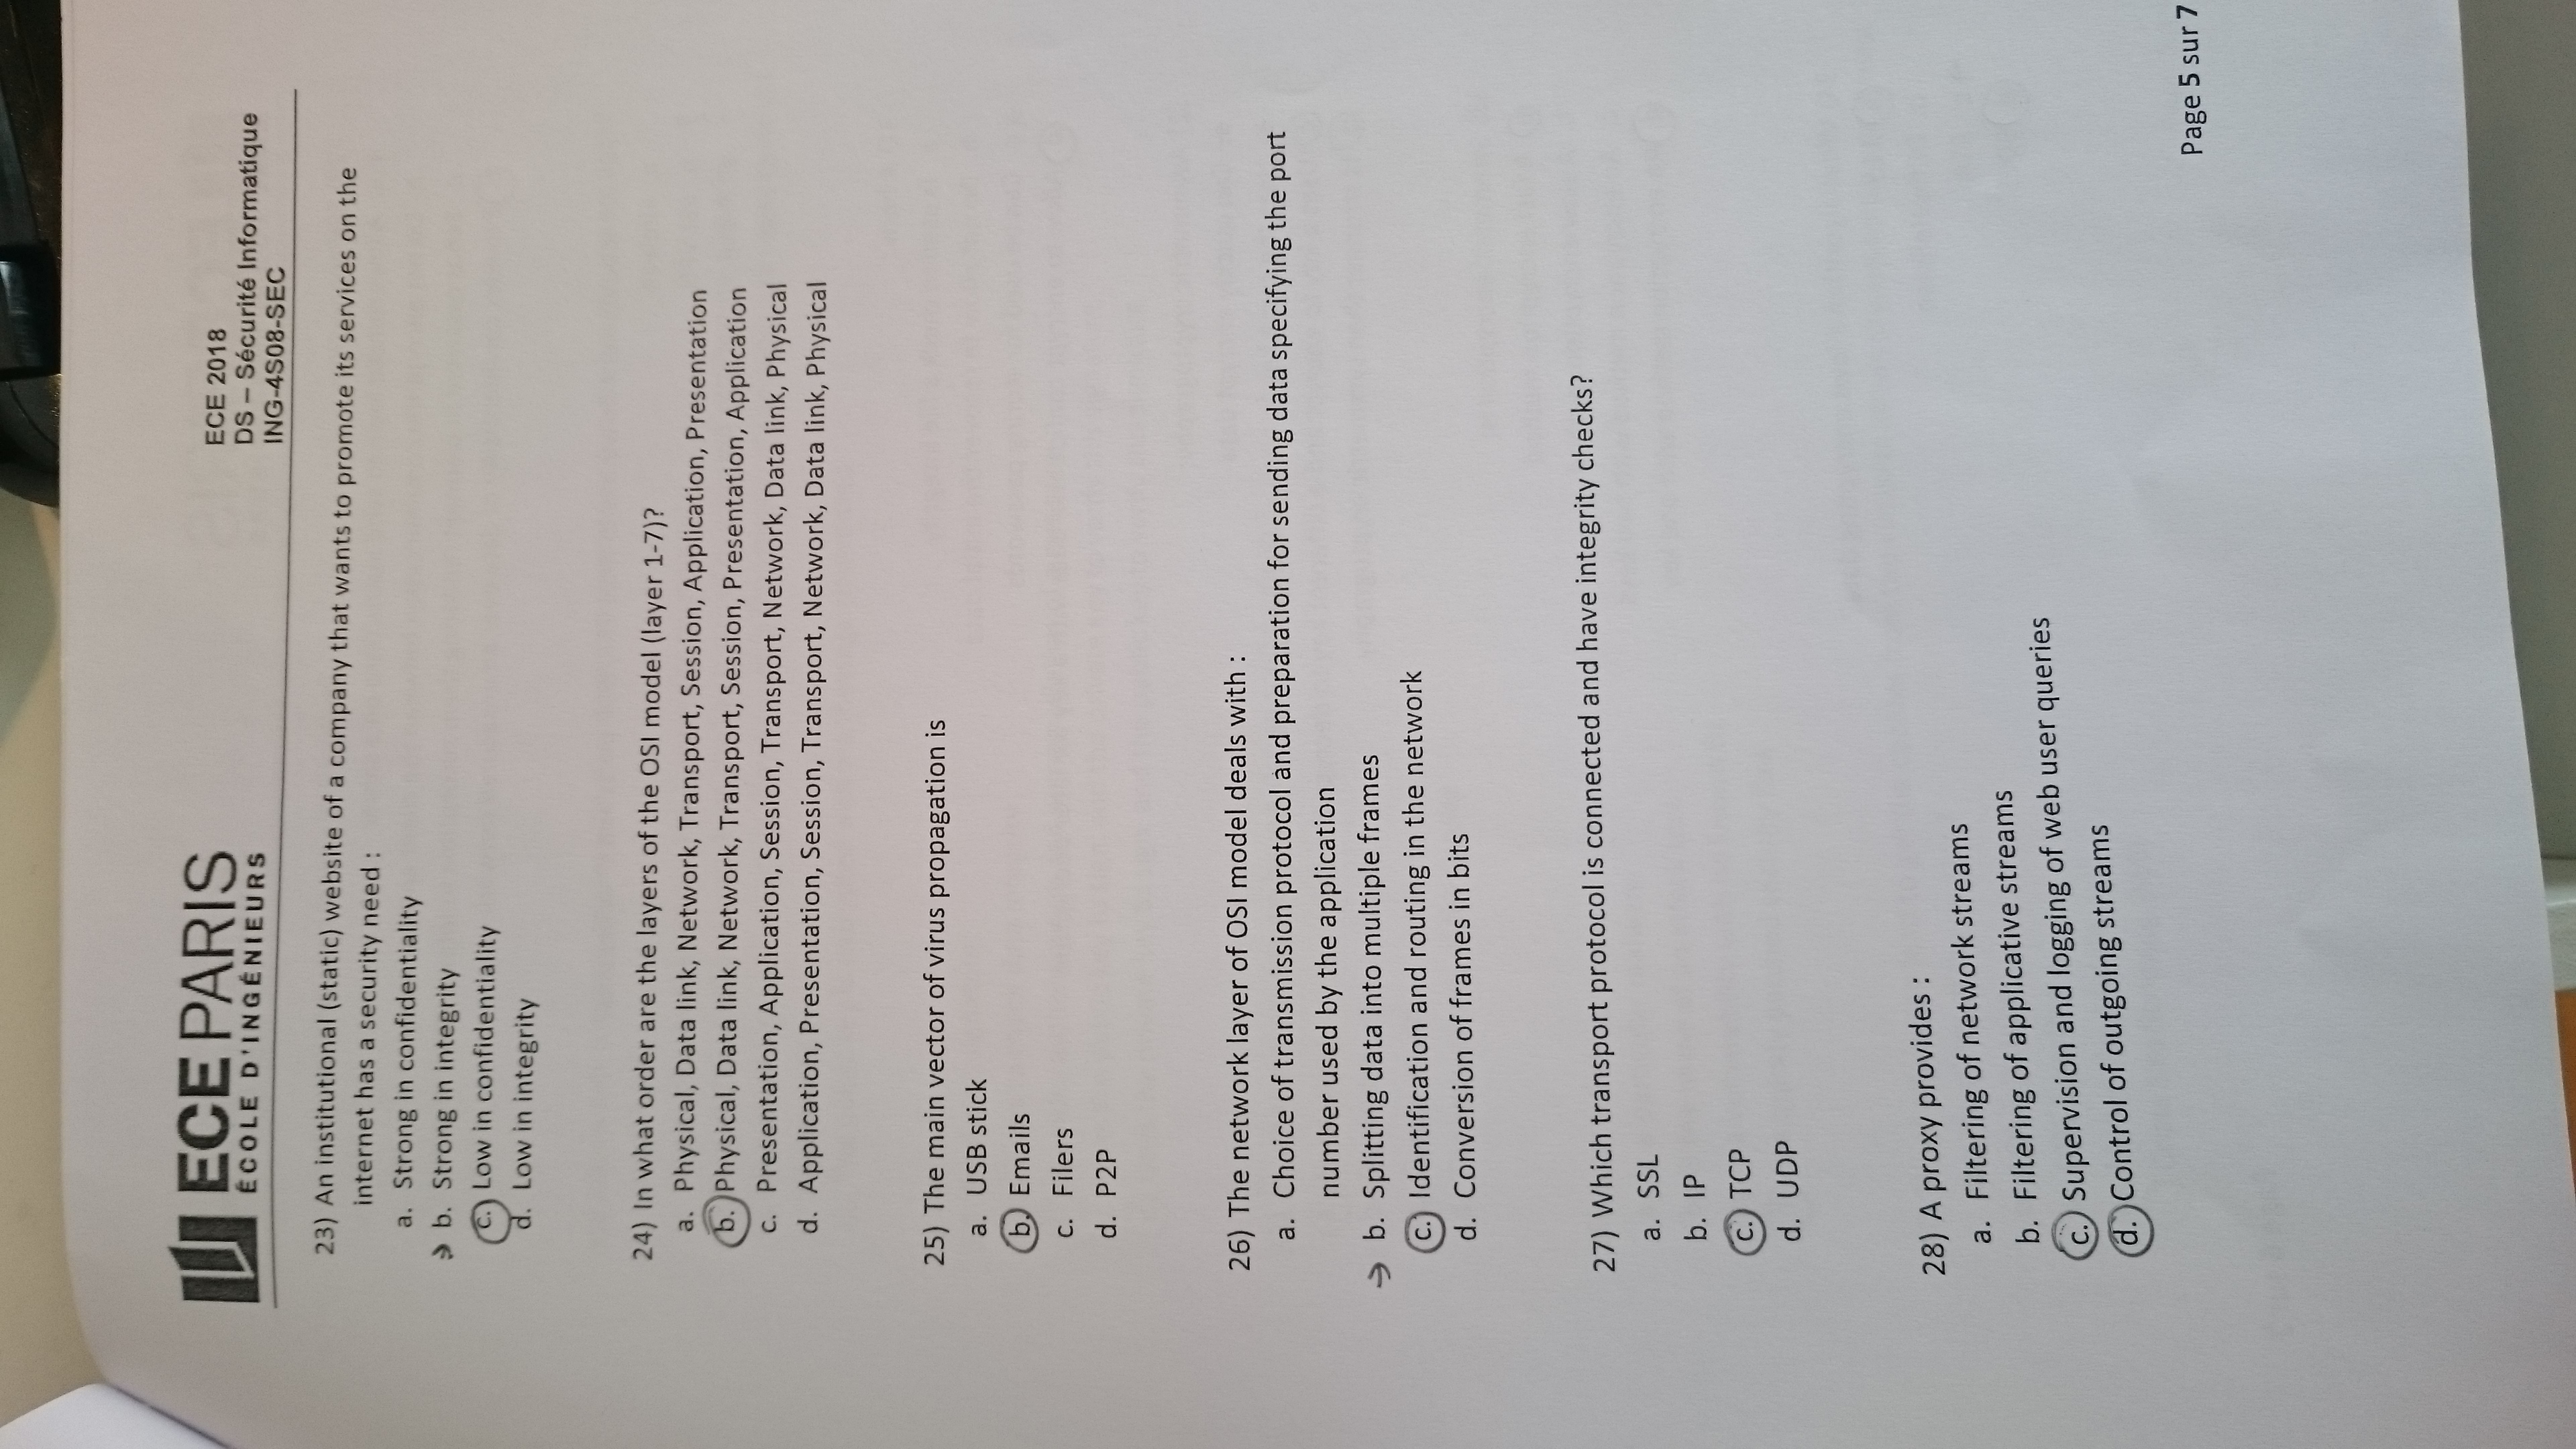 ECE PARIS
ÉCOLE D'INGÉNIEURS
ECE 2018
DS – Sécurité Informatique
ING-4S08-SEC
23) An institutional (static) website of a company that wants to promote its services on the
internet has a security need :
a. Strong in confidentiality
b. Strong in integrity
c. Low in confidentiality
d. Low in integrity
24) In what order are the layers of the OSI model (layer 1-7)?
a. Physical, Data link, Network, Transport, Session, Application, Presentation
b. Physical, Data link, Network, Transport, Session, Presentation, Application
c. Presentation, Application, Session, Transport, Network, Data link, Physical
d. Application, Presentation, Session, Transport, Network, Data link, Physical
25) The main vector of virus propagation is
a. USB stick
b. Emails
c. Filers
d. P2P
26) The network layer of OSI model deals with :
a. Choice of transmission protocol and preparation for sending data specifying the port
number used by the application
b. Splitting data into multiple frames
c. Identification and routing in the network
d. Conversion of frames in bits
27) Which transport protocol is connected and have integrity checks?
a. SSL
b. IP
c. TCP
d. UDP
28) A proxy provides :
a. Filtering of network streams
b. Filtering of applicative streams
c. Supervision and logging of web user queries
d. Control of outgoing streams
Page 5 sur 7